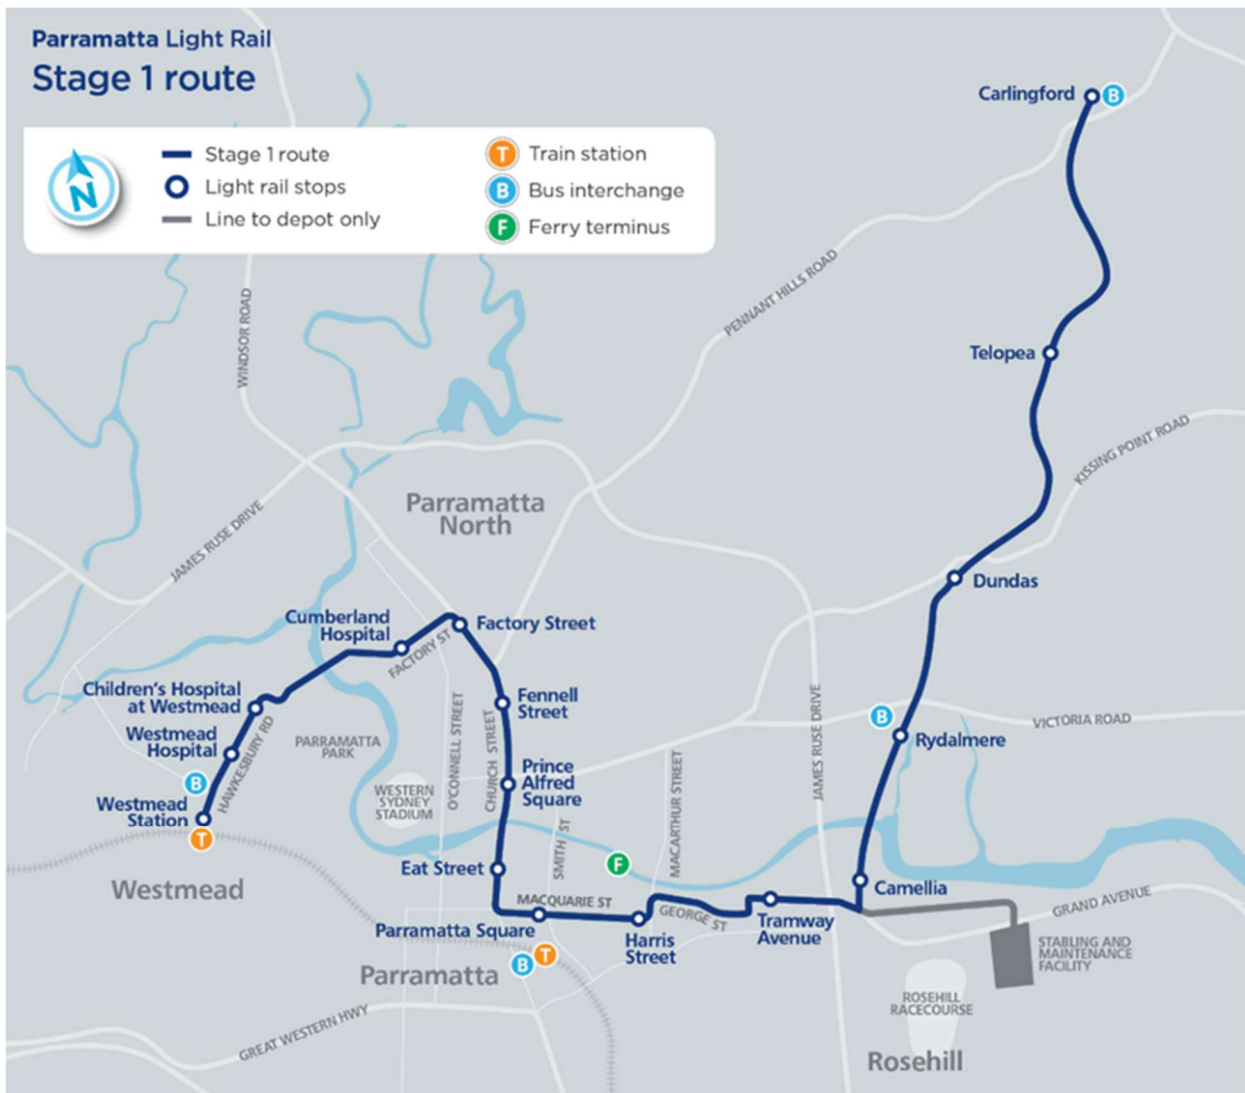 Parramatta Light Rail
Stage 1 route
N
Stage 1 route
Light rail stops
Line to depot only
T Train station
B Bus interchange
F Ferry terminus
Carlingford
B
WINDSOR ROAD
PENNANT HILLS ROAD
Telopea
KISSING POINT ROAD
JAMES RUSE DRIVE
Parramatta
North
Dundas
Cumberland
Hospital
FACTORY ST
Factory Street
Children's Hospital
at Westmead
Westmead
Hospital
HAWKESBURY RD
B
Westmead
Station
T
Westmead
PARRAMATTA
PARK
WESTERN
SYDNEY
STADIUM
O'CONNELL STREET
CHURCH STREET
Fennell
Street
Prince
Alfred
Square
SMITH ST
MACARTHUR STREET
JAMES RUSE DRIVE
B
Rydalmere
VICTORIA ROAD
Eat Street
F
Camellia
MACQUARIE ST
GEORGE ST
Parramatta Square
Harris
Street
Tramway
Avenue
GRAND AVENUE
STABLING AND
MAINTENANCE
FACILITY
B
T
Parramatta
GREAT WESTERN HWY
ROSEHILL
RACECOURSE
Rosehill